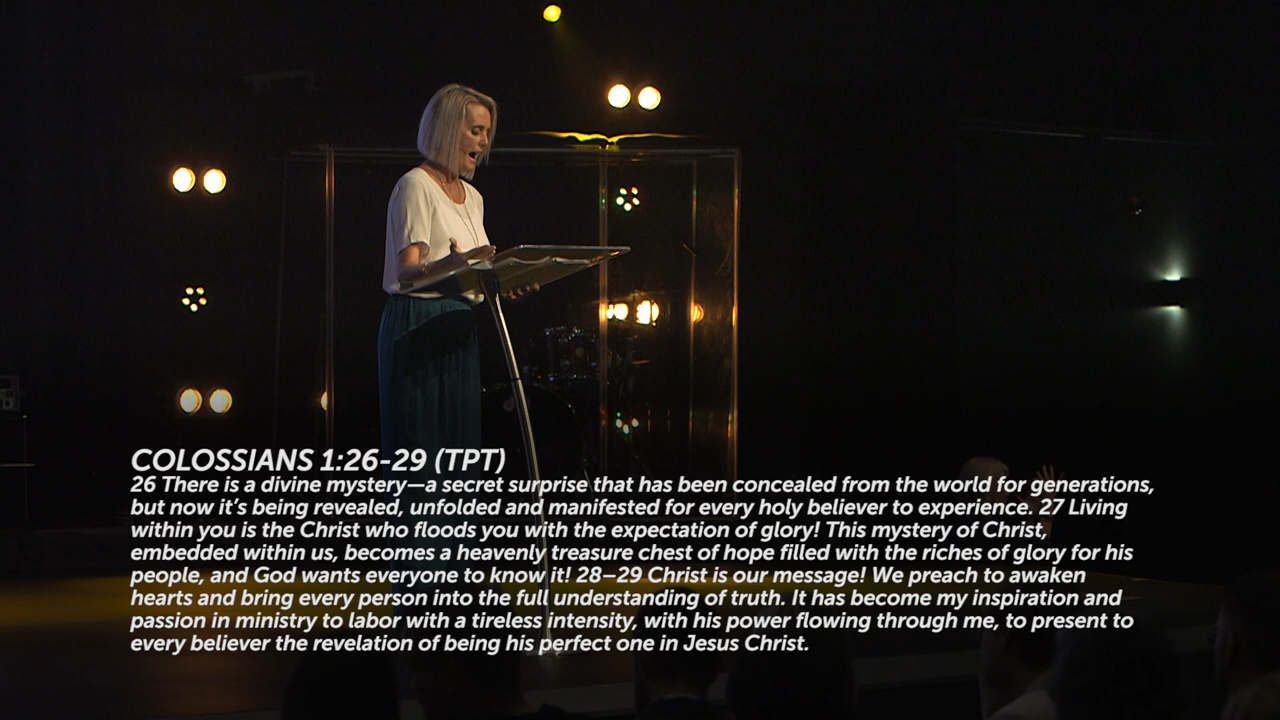 COLOSSIANS 1:26-29 (TPT)
26 There is a divine mystery—a secret surprise that has been concealed from the world for generations,
but now it’s being revealed, unfolded and manifested for every holy believer to experience. 27 Living
within you is the Christ who floods you with the expectation of glory! This mystery of Christ,
embedded within us, becomes a heavenly treasure chest of hope filled with the riches of glory for his
people, and God wants everyone to know it! 28–29 Christ is our message! We preach to awaken
hearts and bring every person into the full understanding of truth. It has become my inspiration and
passion in ministry to labor with a tireless intensity, with his power flowing through me, to present to
every believer the revelation of being his perfect one in Jesus Christ.